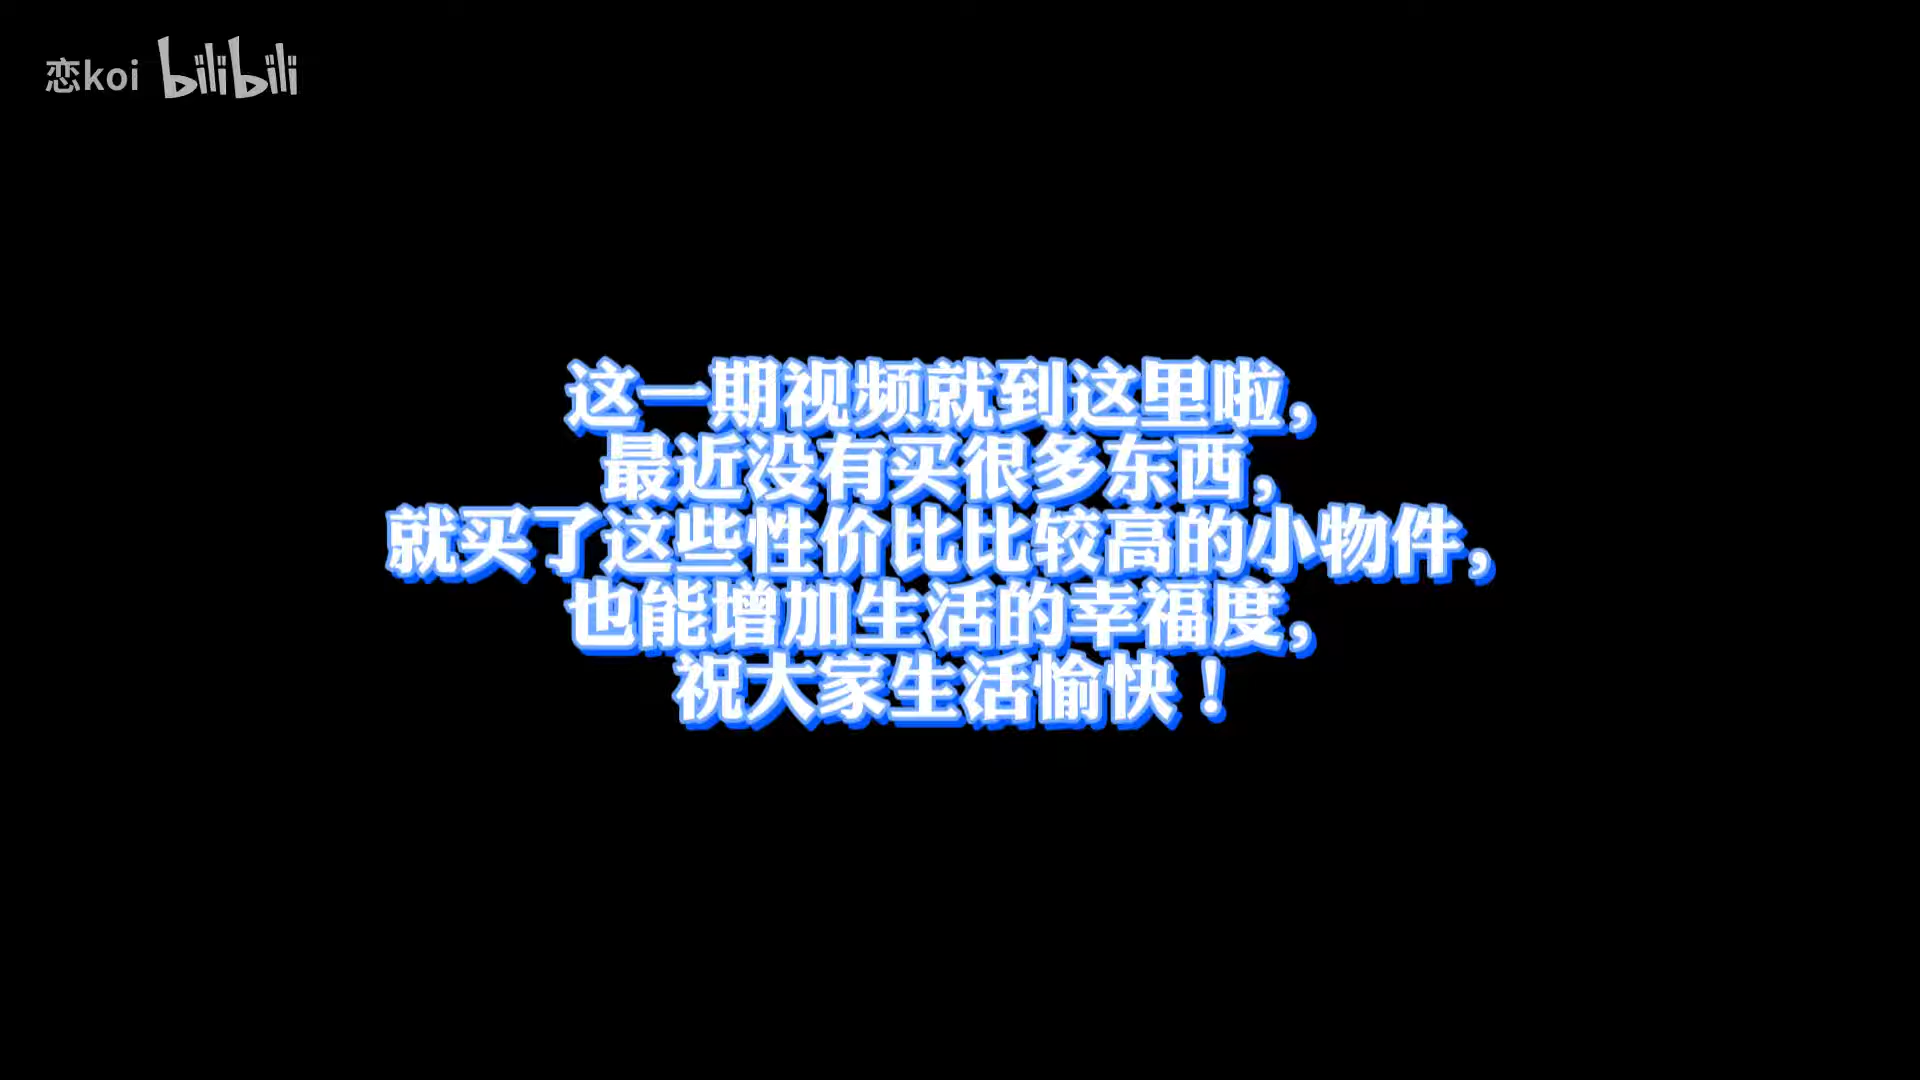 恋koi bilibili
这一期视频就到这里啦，
最近没有买很多东西，
就买了这些性价比比较高的小物件，
也能增加生活的幸福度，
祝大家生活愉快！